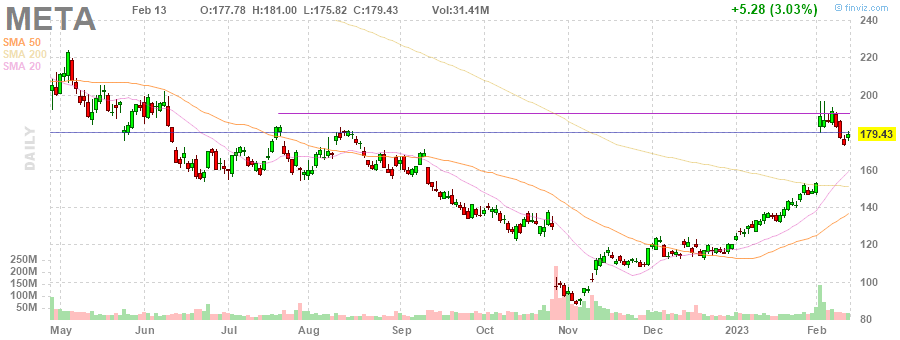 META
Feb 13 O:177.78 H:181.00 L:175.82 C:179.43 Vol:31.41M +5.28 (3.03%)
© finviz.com
SMA 50
SMA 200
SMA 20
DAILY
240
220
200
179.43
160
140
120
100
80
250M
200M
150M
100M
50M
May Jun Jul Aug Sep Oct Nov Dec 2023 Feb